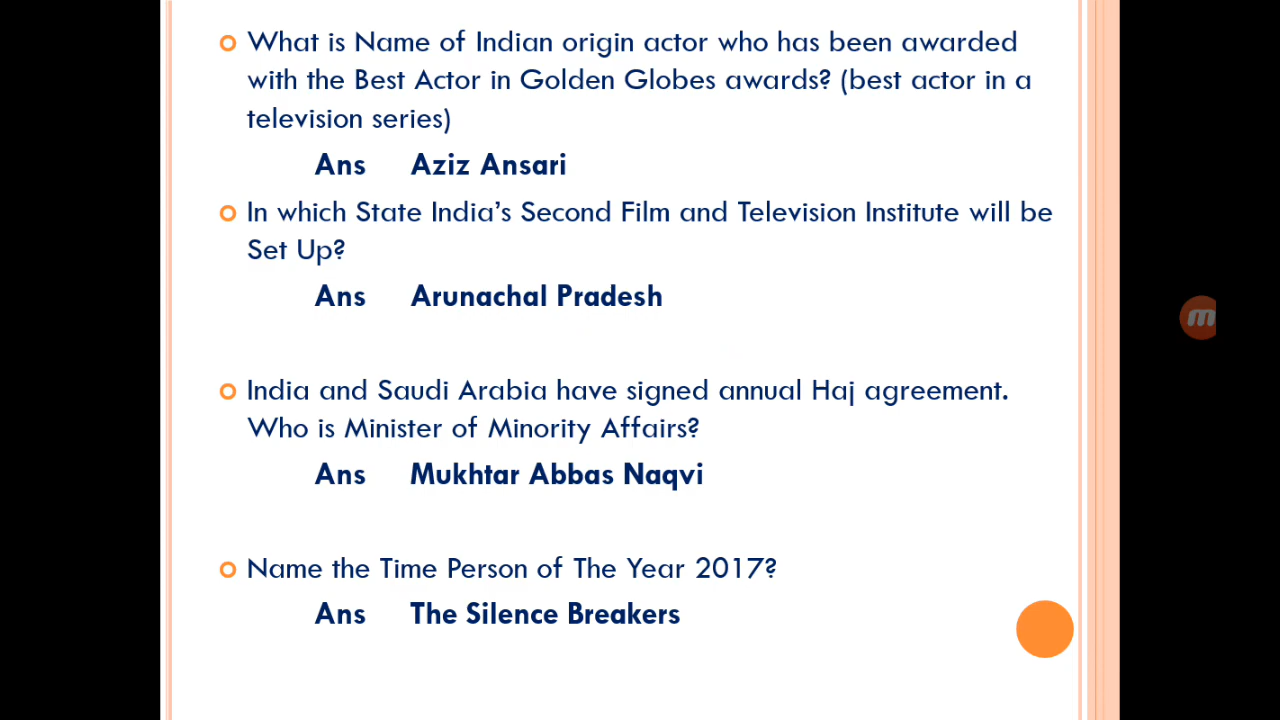 What is Name of Indian origin actor who has been awarded
with the Best Actor in Golden Globes awards? (best actor in a
television series)
Ans Aziz Ansari
In which State India's Second Film and Television Institute will be
Set Up?
Ans Arunachal Pradesh
India and Saudi Arabia have signed annual Haj agreement.
Who is Minister of Minority Affairs?
Ans Mukhtar Abbas Naqvi
Name the Time Person of The Year 2017?
Ans The Silence Breakers